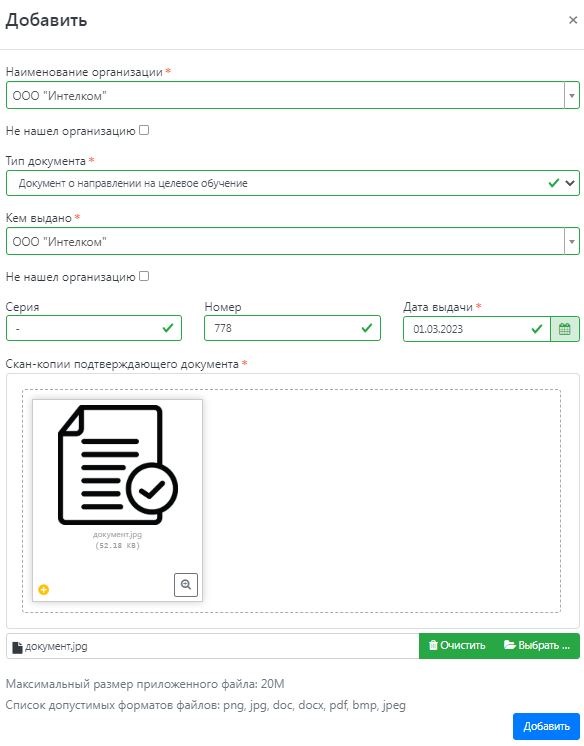 Добавить
×
Наименование организации *
ООО "Интелком"
Не нашел организацию
Тип документа *
Документ о направлении на целевое обучение
Кем выдано *
ООО "Интелком"
Не нашел организацию
Серия Номер Дата выдачи *
- 778 01.03.2023
Скан-копии подтверждающего документа *
документ.jpg
(52.18 KB)
документ.jpg Очистить Выбрать ...
Максимальный размер приложенного файла: 20М
Список допустимых форматов файлов: png, jpg, doc, docx, pdf, bmp, jpeg
Добавить